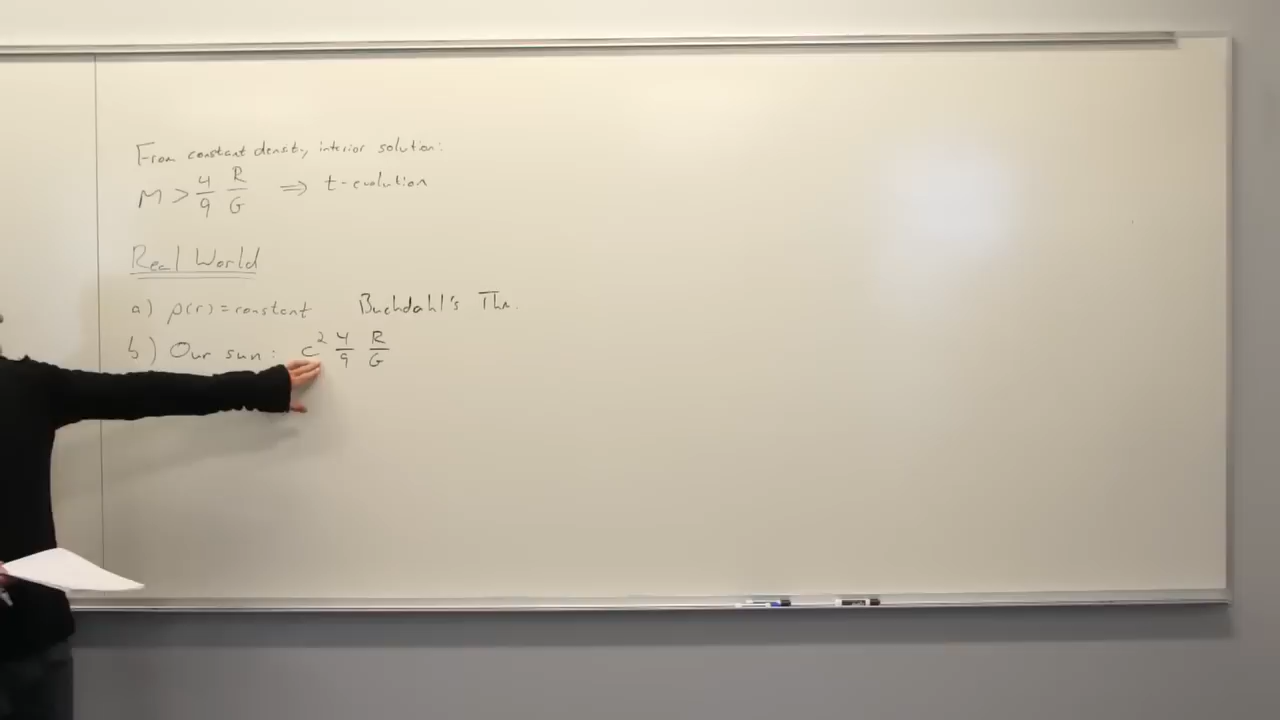 From constant density, interior solution:
M > 4/9 R/G ⇒ t-evolution
Real World
a) ρ(r) = constant Buchdahl's Thm.
b) Our sun: c² 4/9 R/G